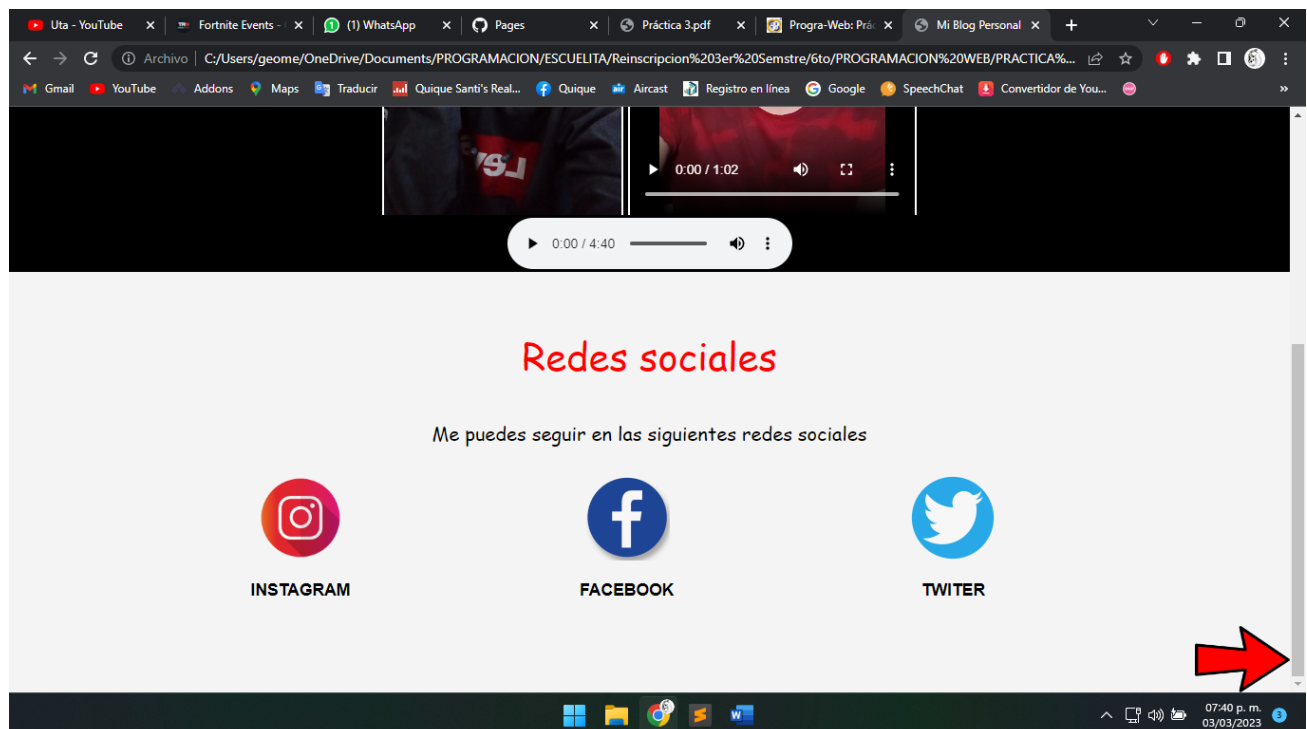 Uta - YouTube
Fortnite Events -
(1) WhatsApp
Pages
Práctica 3.pdf
Progra-Web: Prá
Mi Blog Personal
Archivo | C:/Users/geome/OneDrive/Documents/PROGRAMACION/ESCUELITA/Reinscripcion%203er%20Semstre/6to/PROGRAMACION%20WEB/PRACTICA%...
Gmail YouTube Addons Maps Traducir Quique Santi's Real... Quique Aircast Registro en línea Google SpeechChat Convertidor de You... »
0:00 / 1:02
0:00 / 4:40
Redes sociales
Me puedes seguir en las siguientes redes sociales
INSTAGRAM
FACEBOOK
TWITER
07:40 p. m.
03/03/2023
3